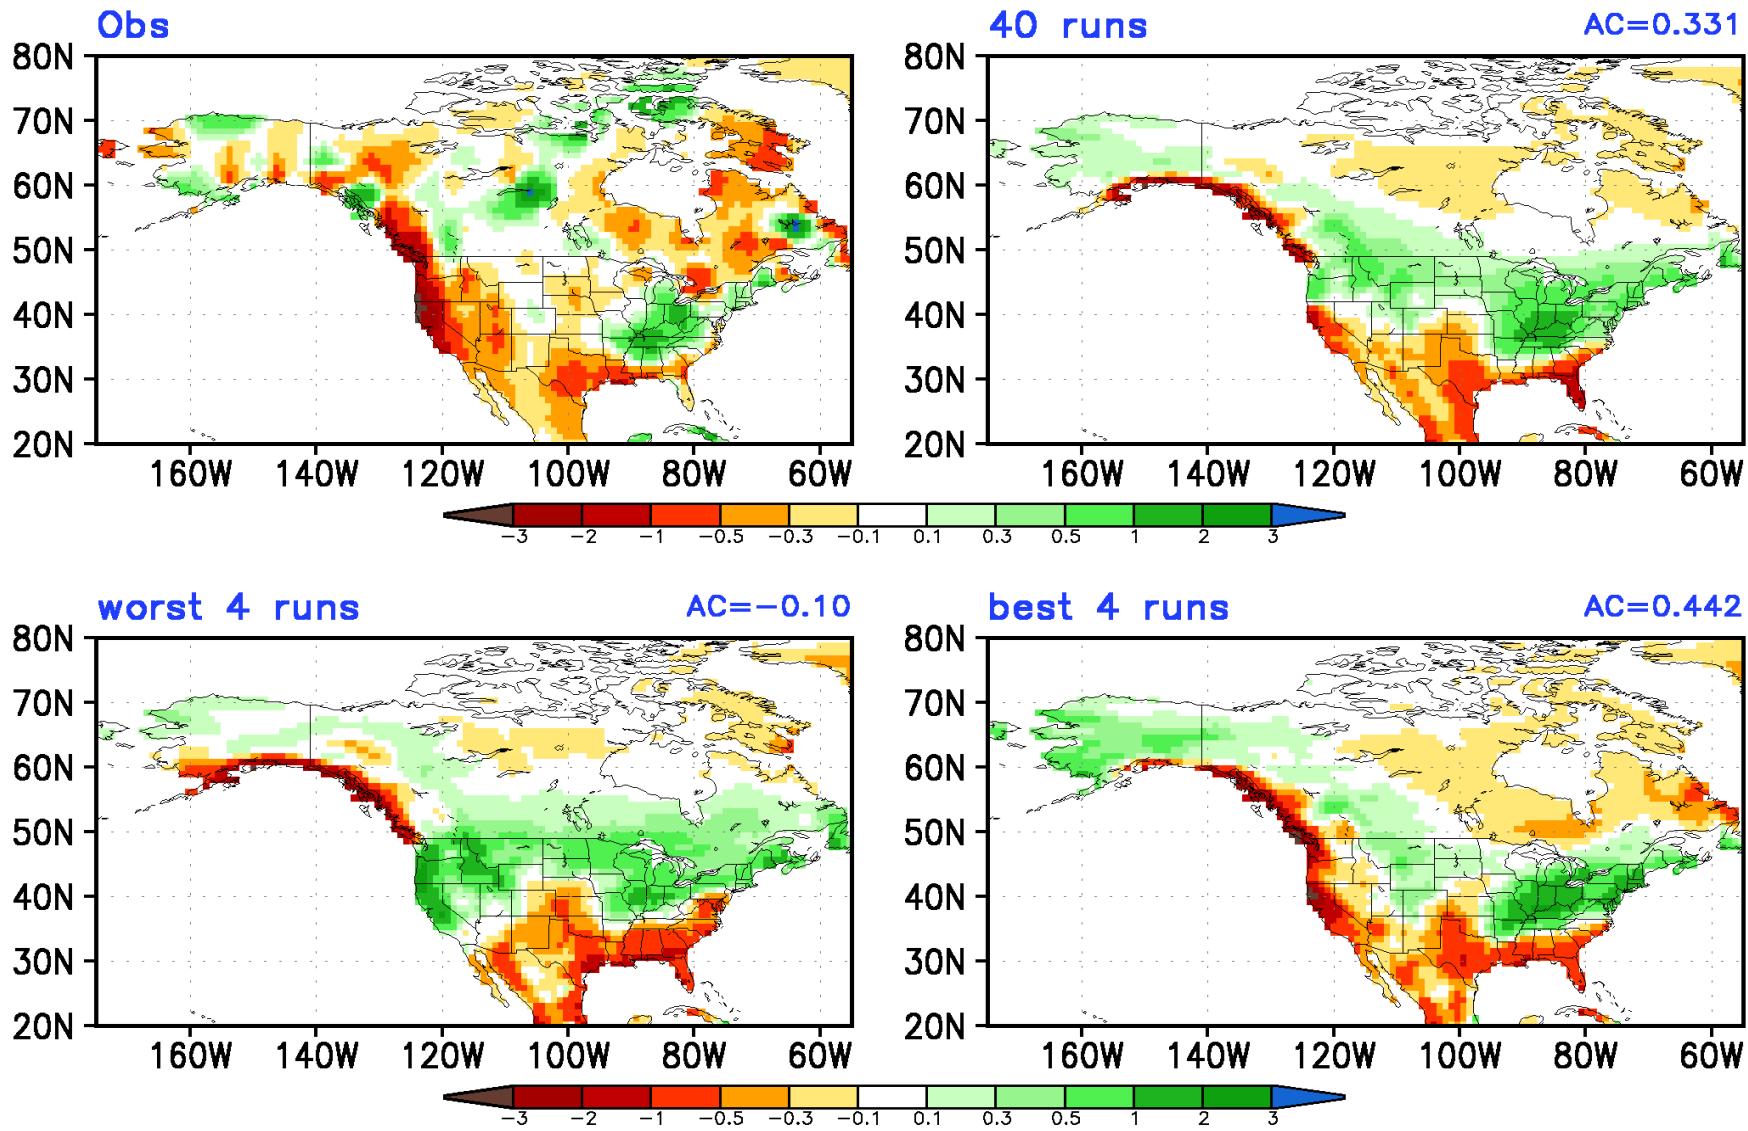 Obs
40 runs AC=0.331
80N 80N
70N 70N
60N 60N
50N 50N
40N 40N
30N 30N
20N 20N
160W 140W 120W 100W 80W 60W 160W 140W 120W 100W 80W 60W
-3 -2 -1 -0.5 -0.3 -0.1 0.1 0.3 0.5 1 2 3
worst 4 runs AC=-0.10
best 4 runs AC=0.442
80N 80N
70N 70N
60N 60N
50N 50N
40N 40N
30N 30N
20N 20N
160W 140W 120W 100W 80W 60W 160W 140W 120W 100W 80W 60W
-3 -2 -1 -0.5 -0.3 -0.1 0.1 0.3 0.5 1 2 3